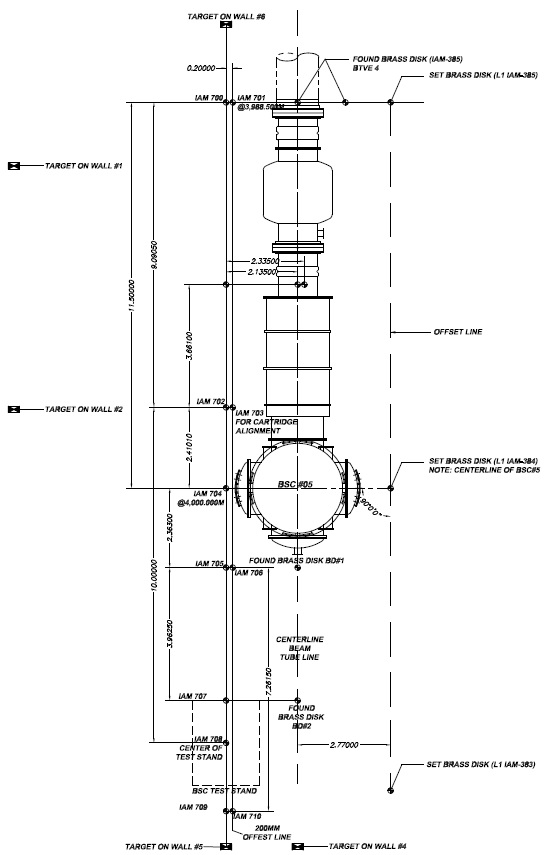 TARGET ON WALL #6
0.20000
FOUND BRASS DISK (IAM-385)
BTVE 4
SET BRASS DISK (L1 IAM-385)
IAM 700
IAM 701
@3,988.500M
TARGET ON WALL #1
9.09050
11.50000
2.33500
2.13500
3.66100
OFFSET LINE
IAM 702
IAM 703
FOR CARTRIDGE
ALIGNMENT
TARGET ON WALL #2
2.41010
SET BRASS DISK (L1 IAM-384)
NOTE: CENTERLINE OF BSC#5
BSC #05
IAM 704
@4,000.000M
90°0'0"
2.36300
FOUND BRASS DISK BD#1
IAM 705
IAM 706
10.00000
3.96250
7.26150
CENTERLINE
BEAM
TUBE LINE
IAM 707
FOUND
BRASS DISK
BD#2
IAM 708
CENTER OF
TEST STAND
2.77000
SET BRASS DISK (L1 IAM-383)
BSC TEST STAND
IAM 709
IAM 710
200MM
OFFEST LINE
TARGET ON WALL #5
TARGET ON WALL #4